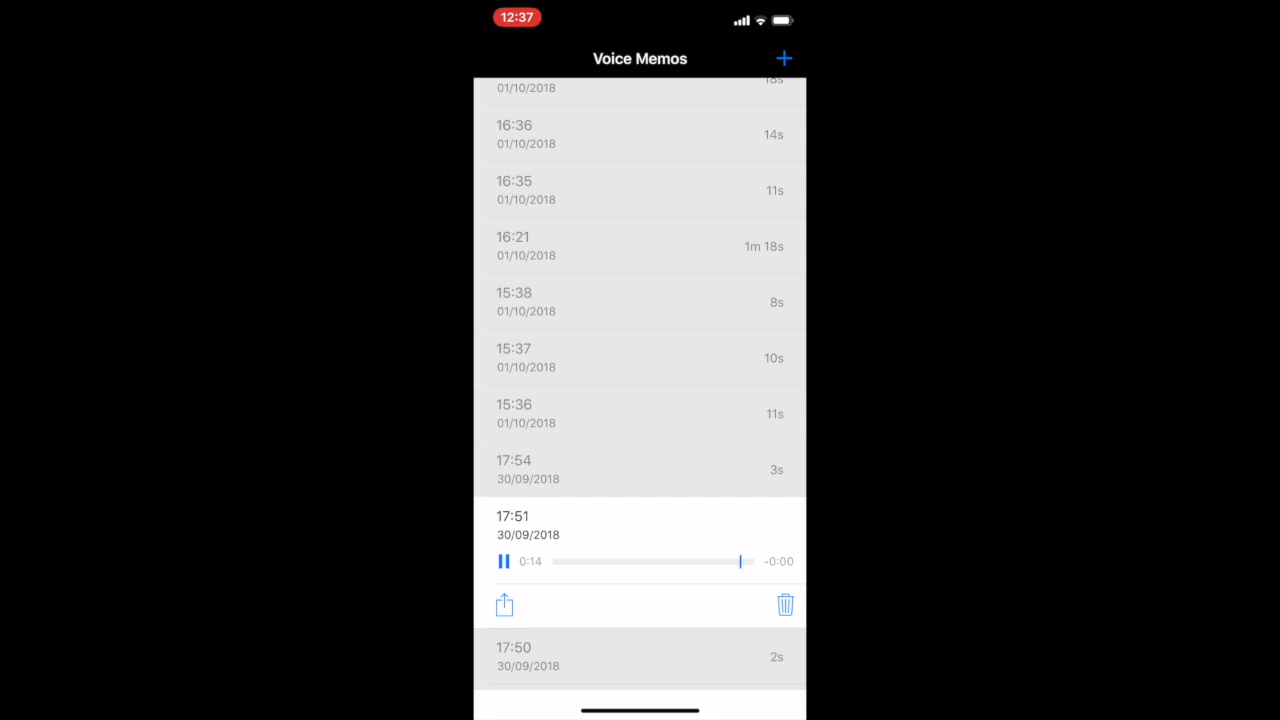 12:37
Voice Memos
18s
01/10/2018
16:36
14s
01/10/2018
16:35
11s
01/10/2018
16:21
1m 18s
01/10/2018
15:38
8s
01/10/2018
15:37
10s
01/10/2018
15:36
11s
01/10/2018
17:54
3s
30/09/2018
17:51
30/09/2018
0:14 -0:00
17:50
2s
30/09/2018